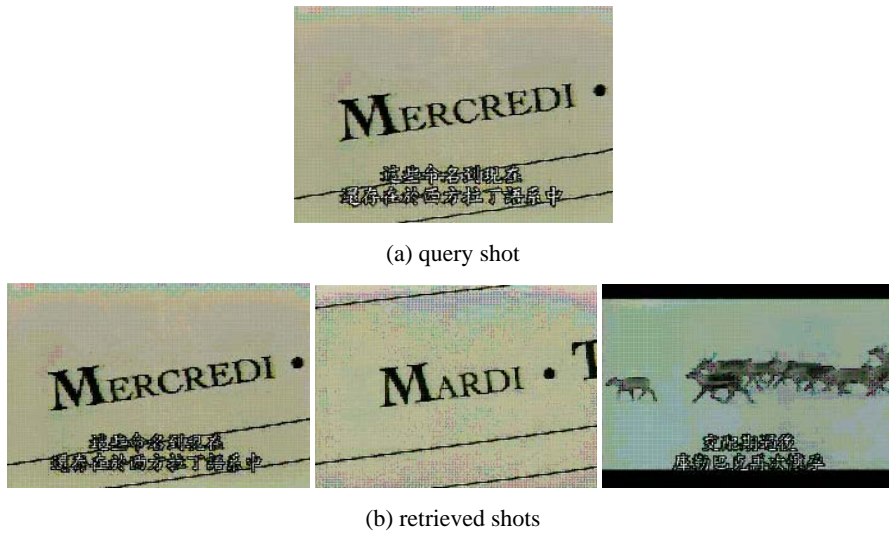 MERCREDI •
這些命名到現在
還存在於西方拉丁語系中
(a) query shot
MERCREDI •
這些命名到現在
還存在於西方拉丁語系中
MARDI • T
(b) retrieved shots